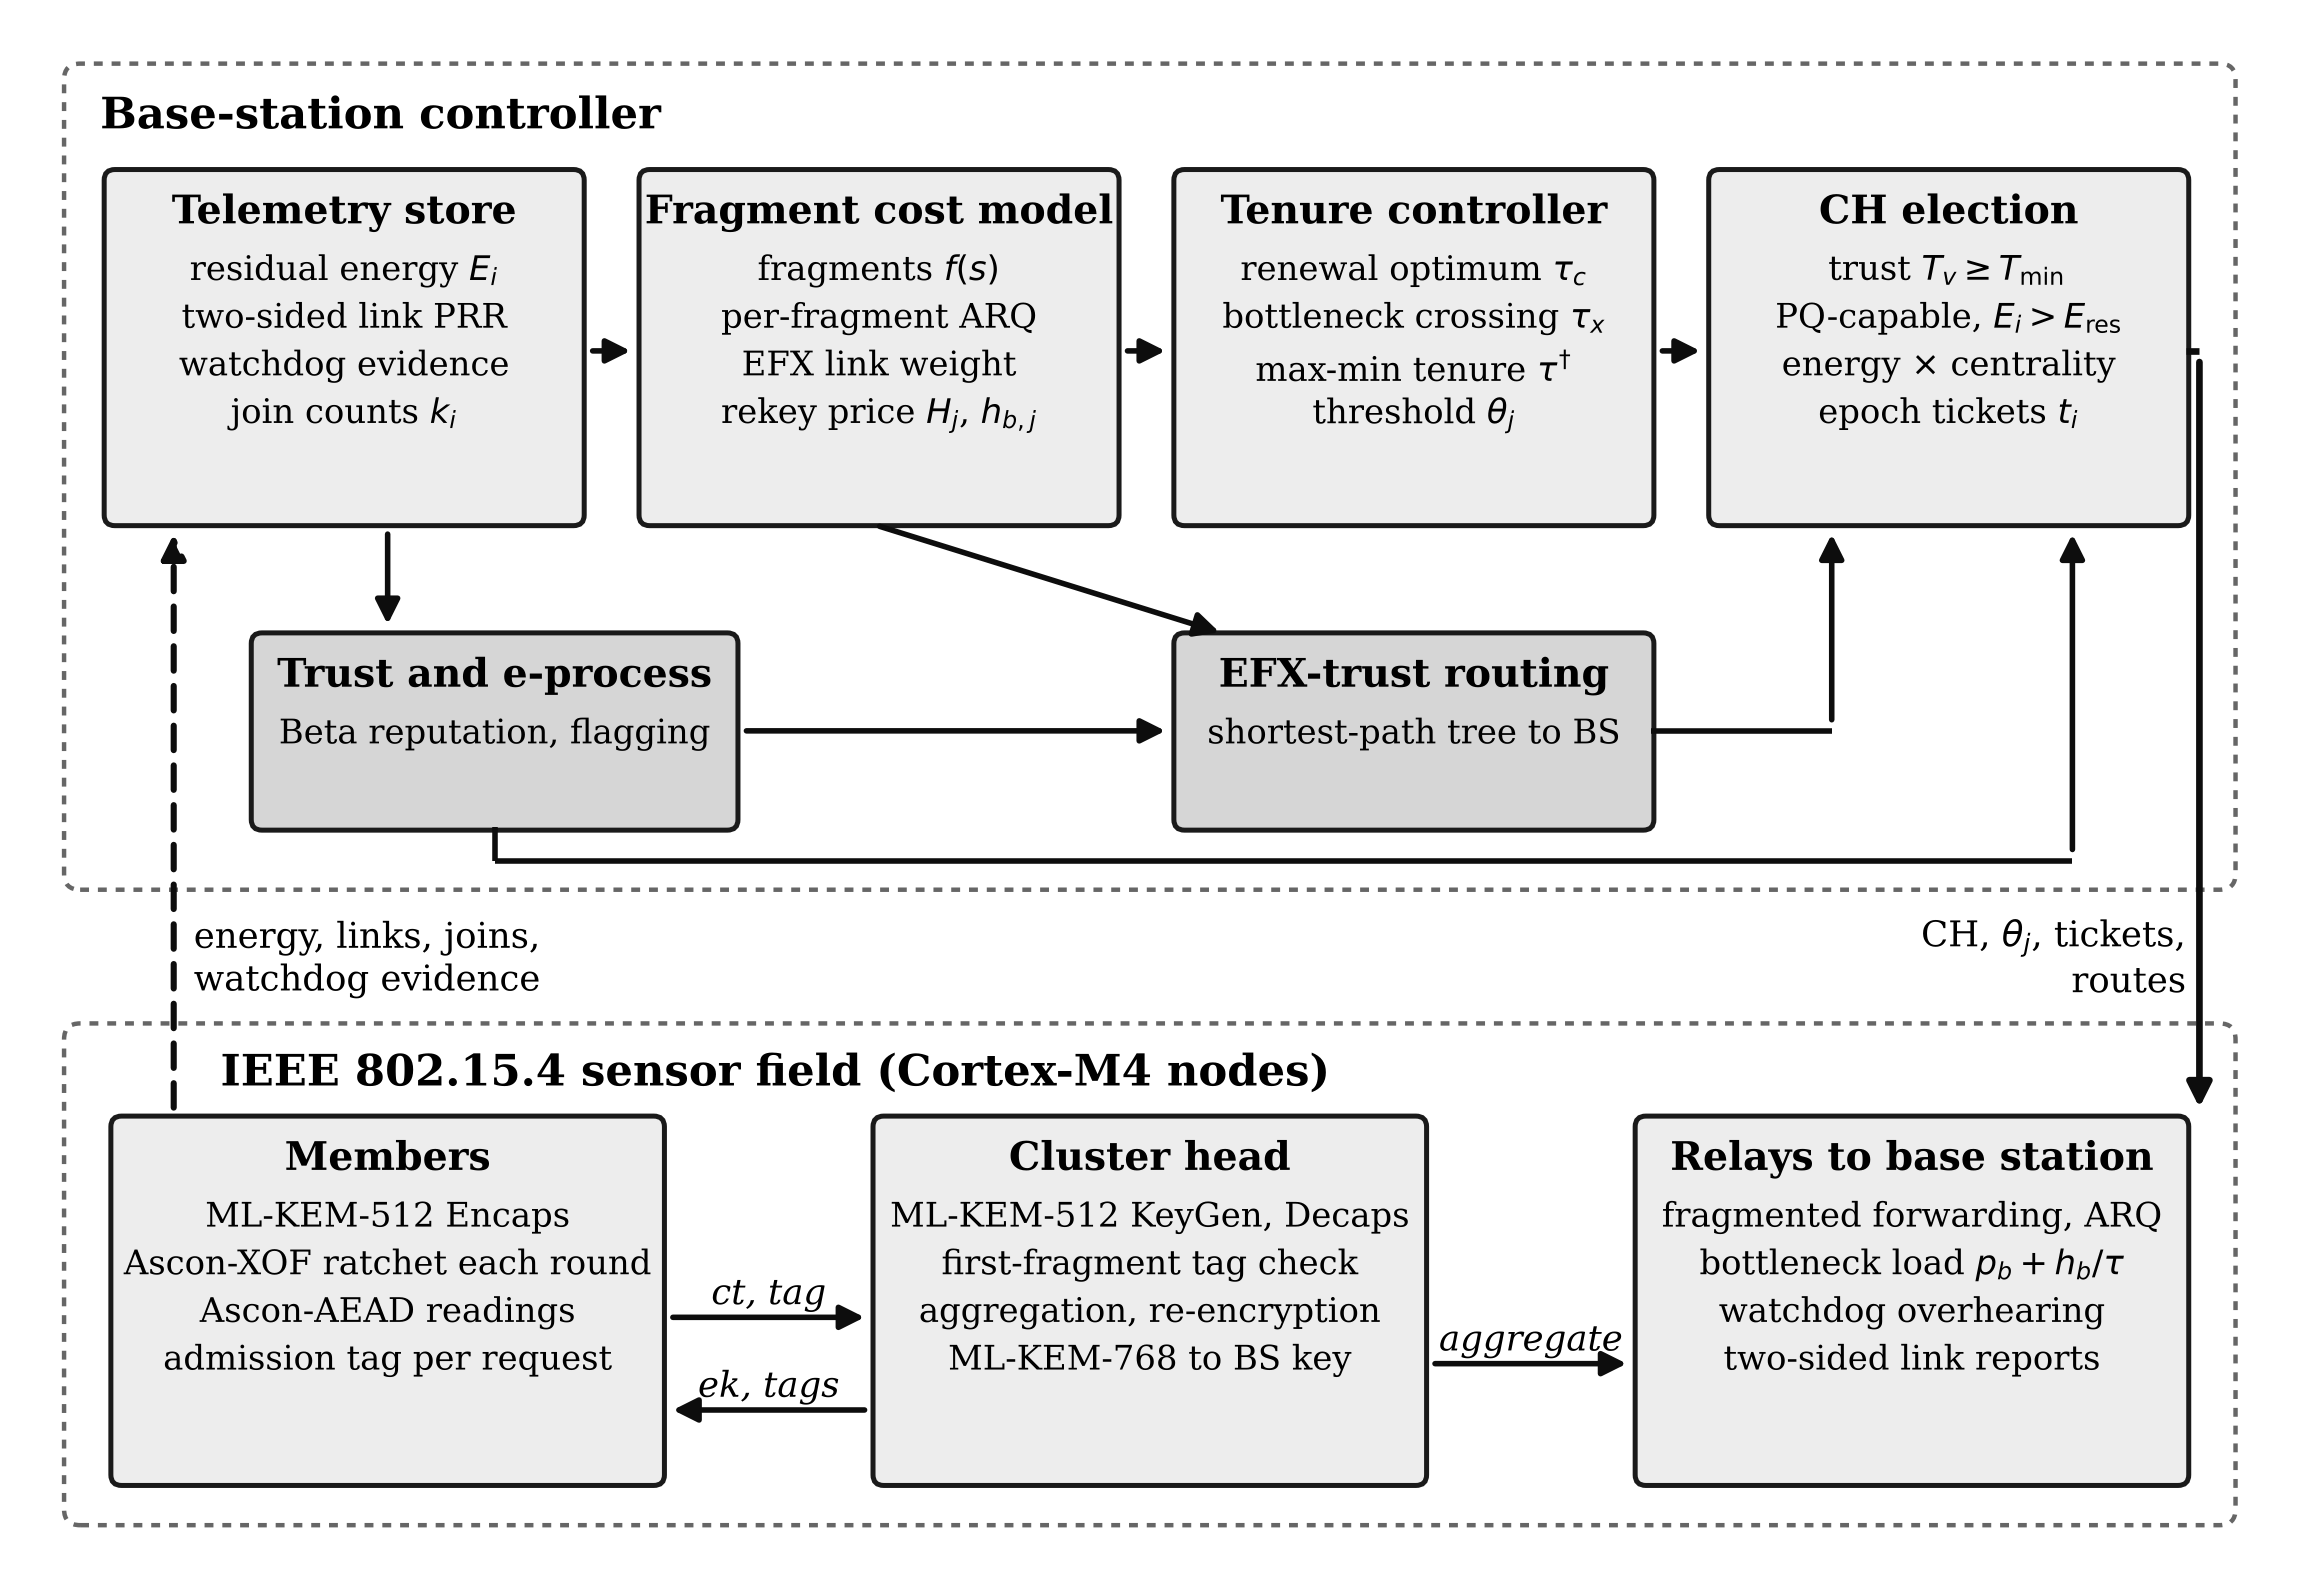 Base-station controller
Telemetry store
residual energy E_i
two-sided link PRR
watchdog evidence
join counts k_i
Fragment cost model
fragments f(s)
per-fragment ARQ
EFX link weight
rekey price H_j, h_{b,j}
Tenure controller
renewal optimum τ_c
bottleneck crossing τ_x
max-min tenure τ^†
threshold θ_j
CH election
trust T_v ≥ T_min
PQ-capable, E_i > E_res
energy × centrality
epoch tickets t_i
Trust and e-process
Beta reputation, flagging
EFX-trust routing
shortest-path tree to BS
energy, links, joins,
watchdog evidence
CH, θ_j, tickets,
routes
IEEE 802.15.4 sensor field (Cortex-M4 nodes)
Members
ML-KEM-512 Encaps
Ascon-XOF ratchet each round
Ascon-AEAD readings
admission tag per request
ct, tag
ek, tags
Cluster head
ML-KEM-512 KeyGen, Decaps
first-fragment tag check
aggregation, re-encryption
ML-KEM-768 to BS key
aggregate
Relays to base station
fragmented forwarding, ARQ
bottleneck load p_b + h_b/τ
watchdog overhearing
two-sided link reports